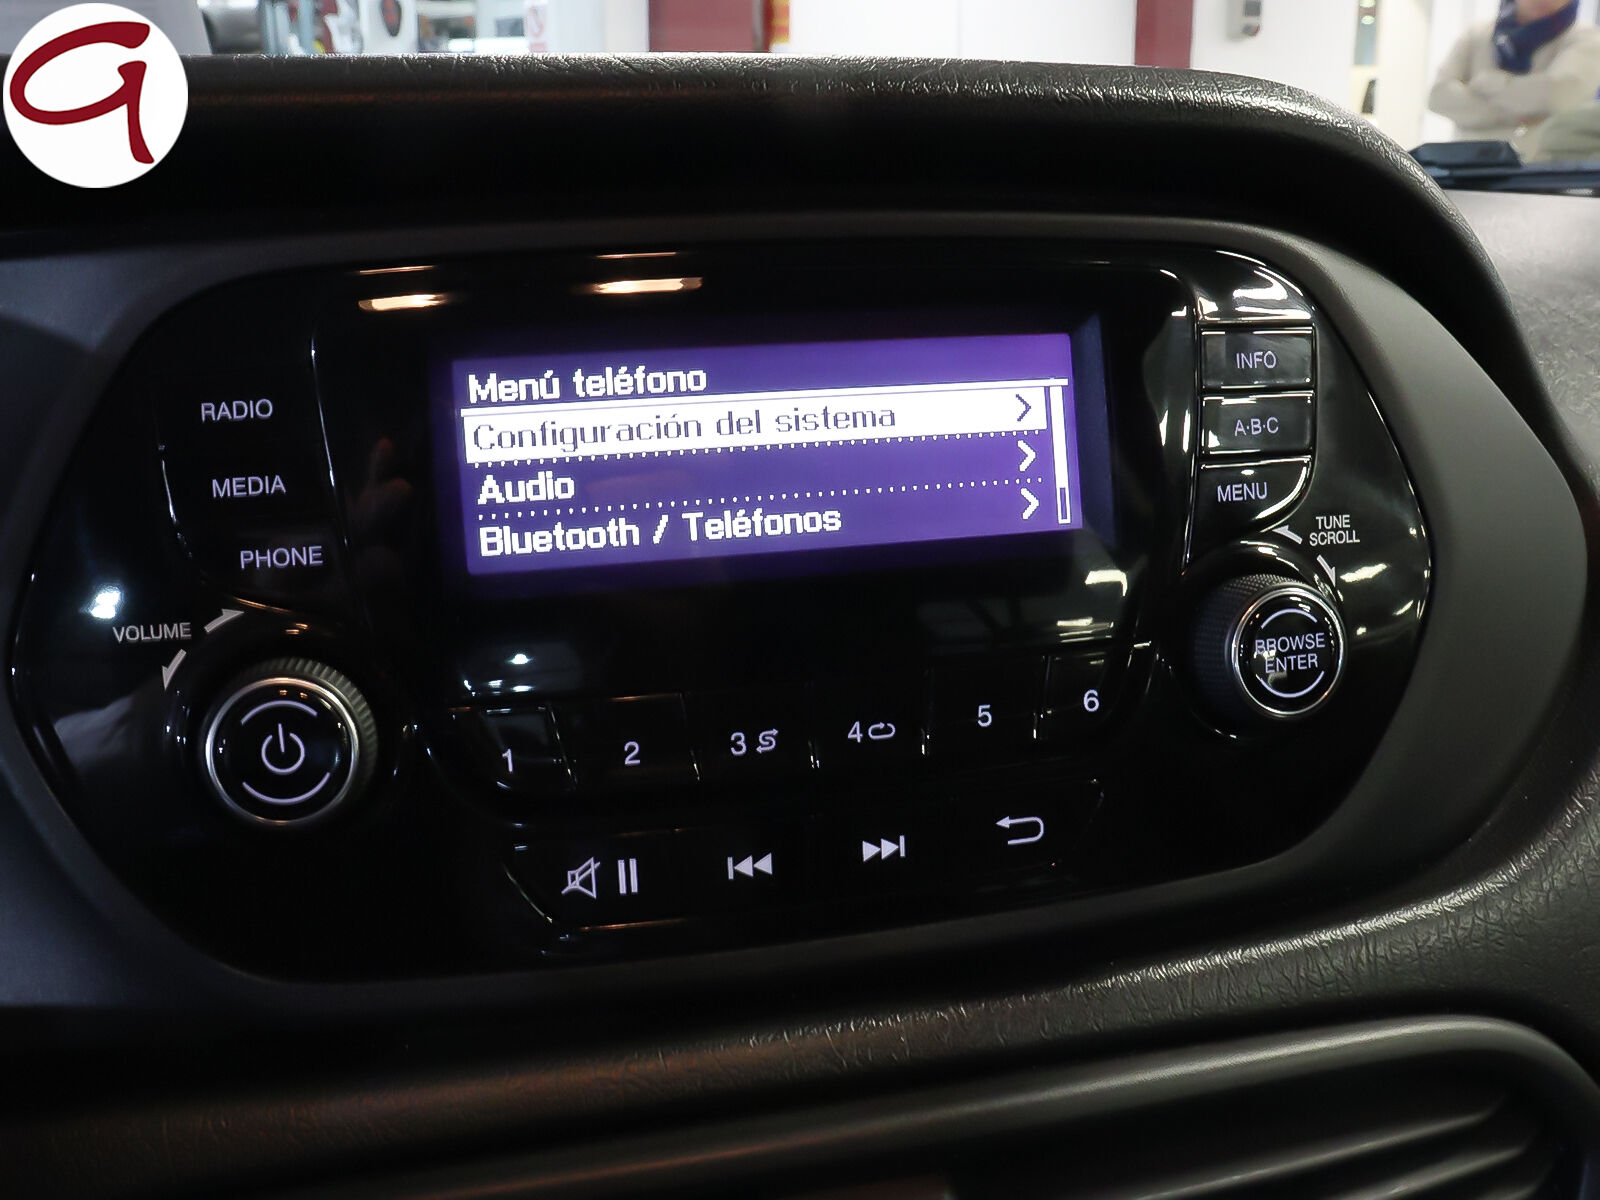 Menú teléfono
Configuración del sistema
Audio
Bluetooth / Teléfonos
RADIO
MEDIA
PHONE
VOLUME
INFO
A·B·C
MENU
TUNE
SCROLL
BROWSE
ENTER
1 2 3 4 5 6